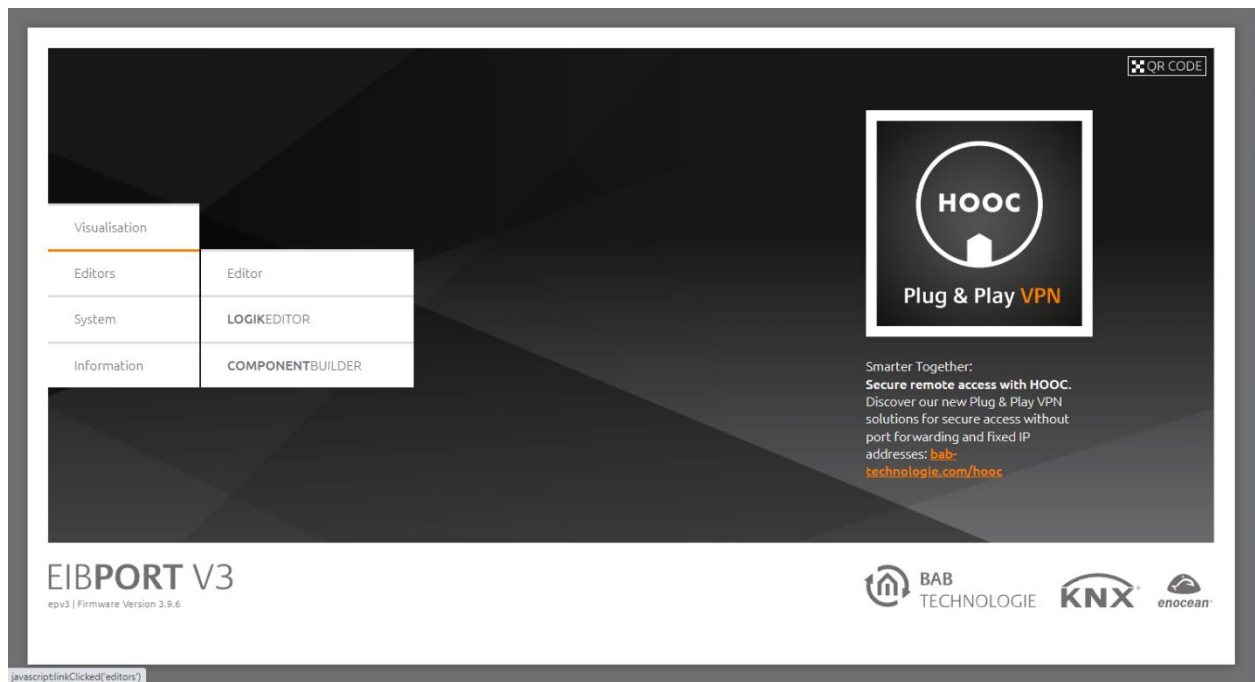 QR CODE
HOOC
Plug & Play VPN
Visualisation
Editors
Editor
System
LOGIKEDITOR
Information
COMPONENTBUILDER
Smarter Together:
Secure remote access with HOOC.
Discover our new Plug & Play VPN
solutions for secure access without
port forwarding and fixed IP
addresses: bab-
technologie.com/hooc
EIBPORT V3
epv3 | Firmware Version 3.9.6
BAB
TECHNOLOGIE
KNX
enocean
javascript:linkClicked('editors')